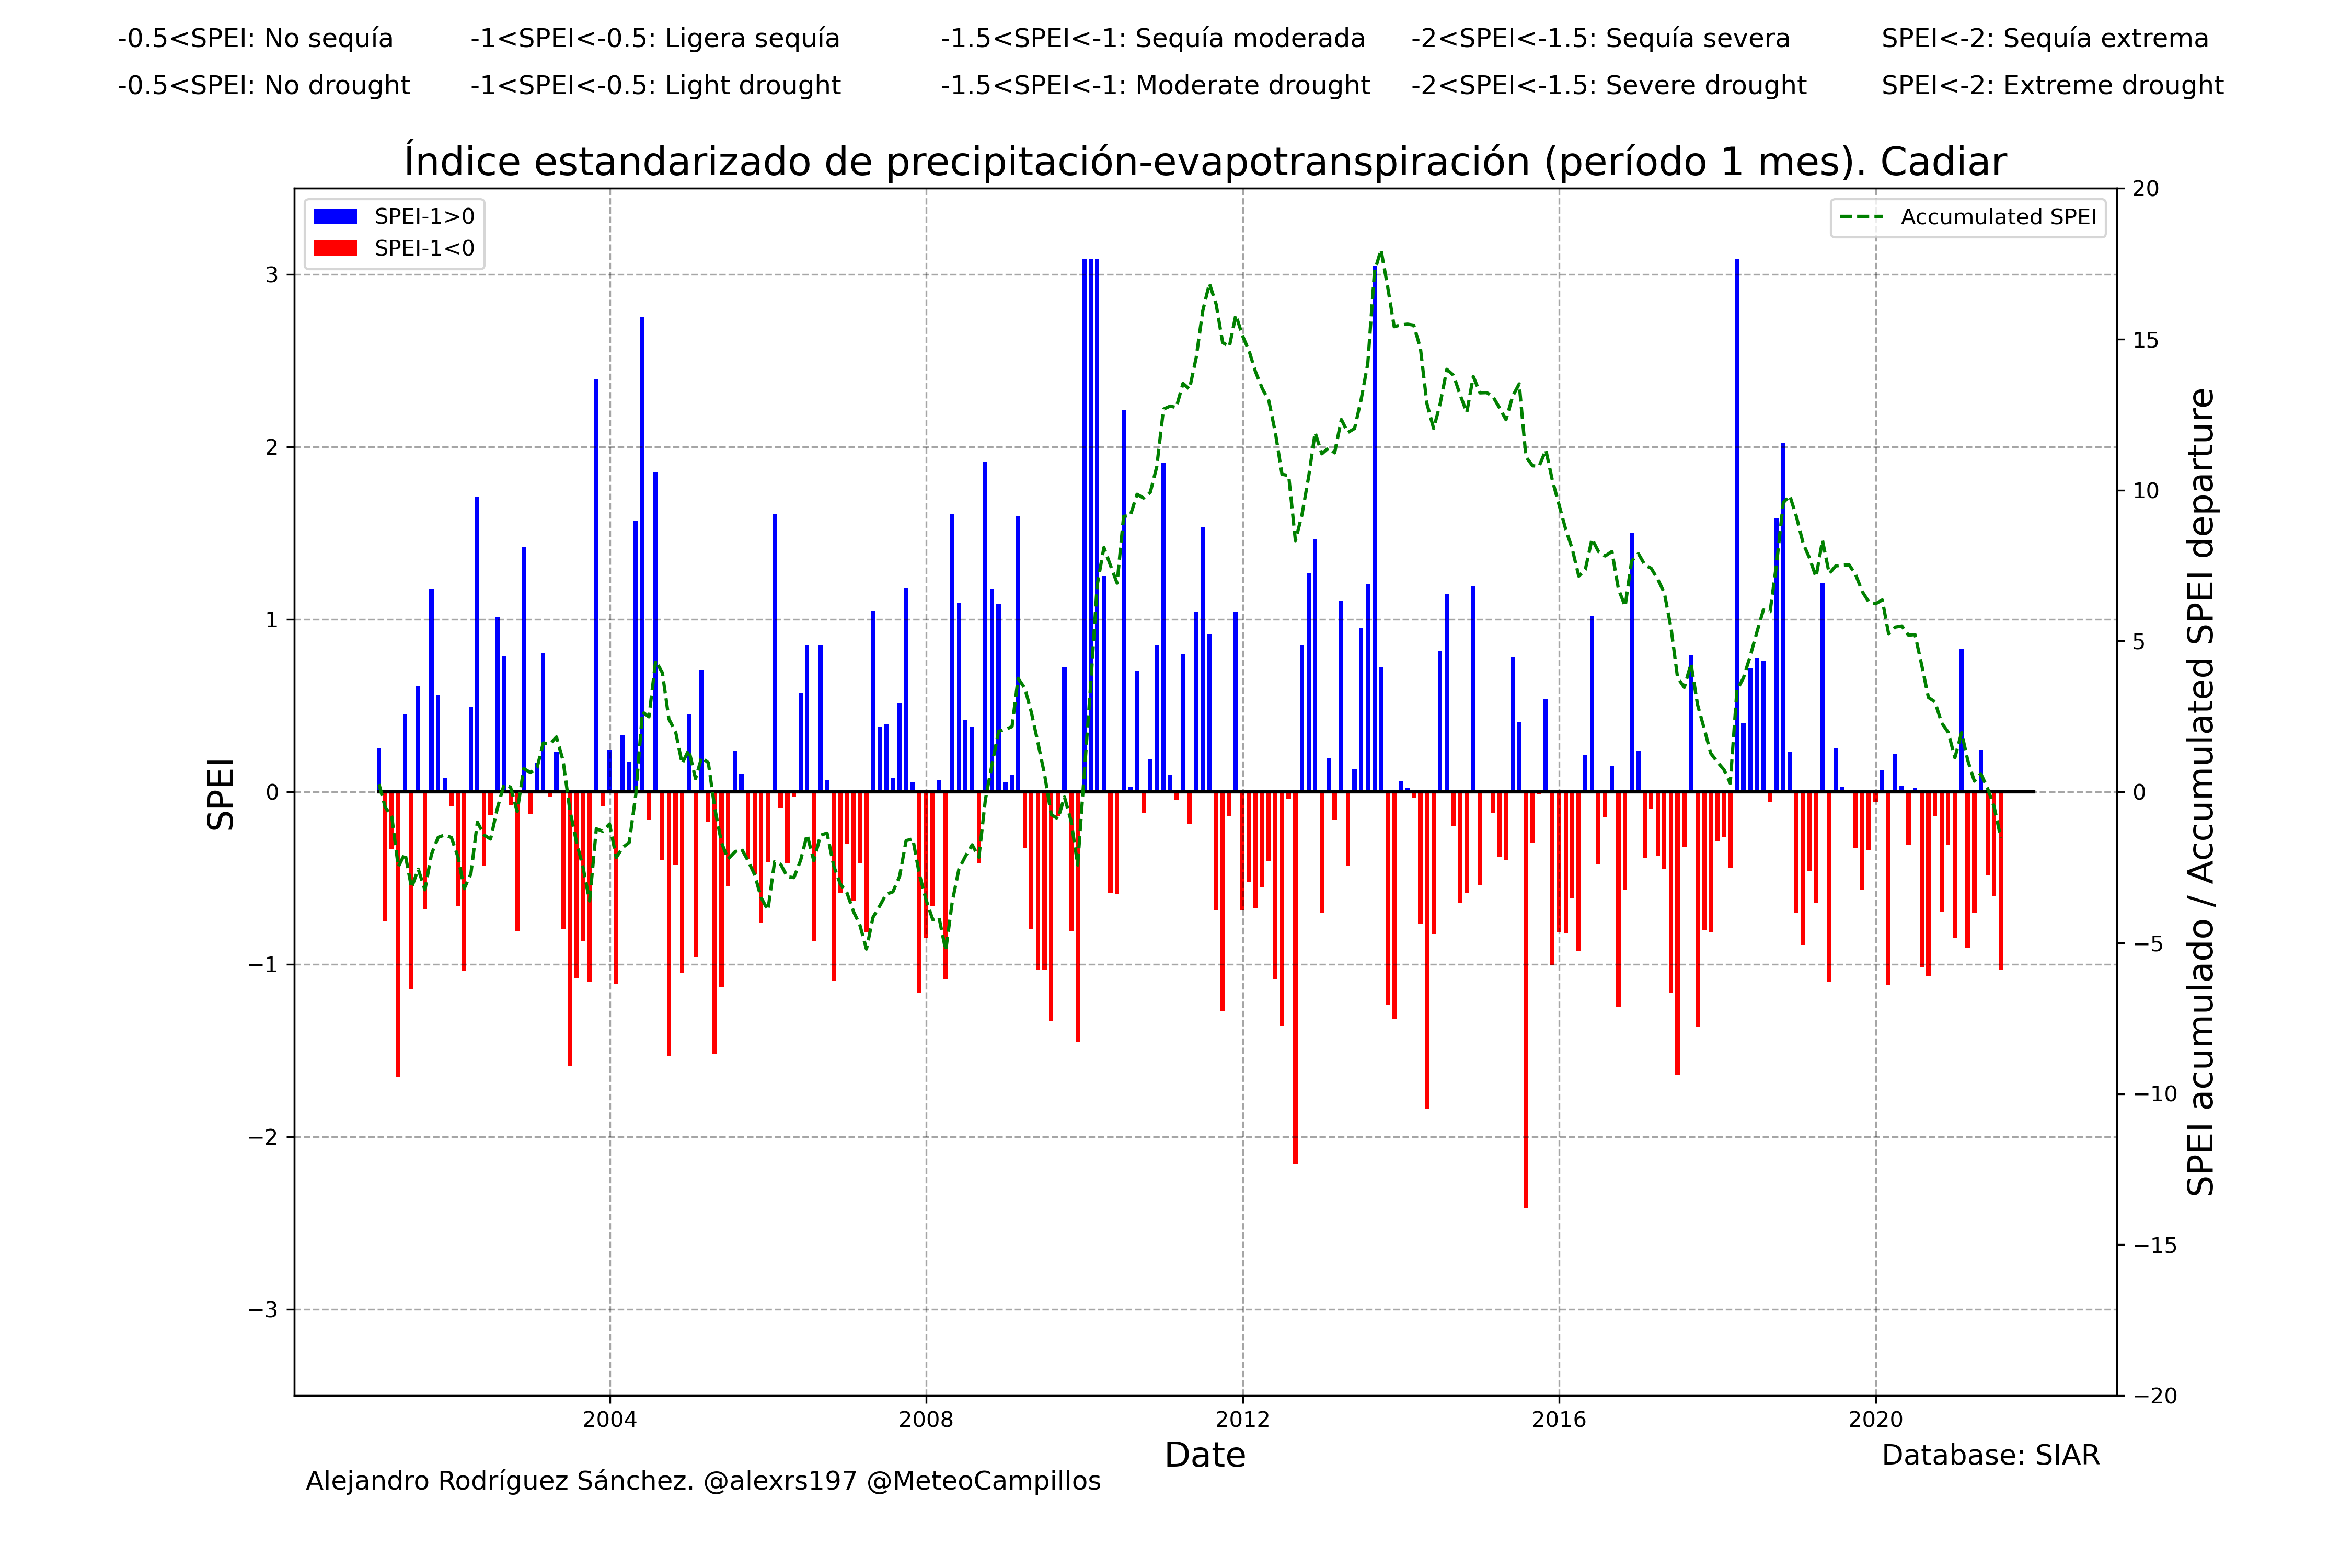 -0.5<SPEI: No sequía -1<SPEI<-0.5: Ligera sequía -1.5<SPEI<-1: Sequía moderada -2<SPEI<-1.5: Sequía severa SPEI<-2: Sequía extrema
-0.5<SPEI: No drought -1<SPEI<-0.5: Light drought -1.5<SPEI<-1: Moderate drought -2<SPEI<-1.5: Severe drought SPEI<-2: Extreme drought
Índice estandarizado de precipitación-evapotranspiración (período 1 mes). Cadiar
SPEI-1>0
SPEI-1<0
Accumulated SPEI
SPEI
3
2
1
0
−1
−2
−3
20
15
10
5
0
−5
−10
−15
−20
SPEI acumulado / Accumulated SPEI departure
2004 2008 2012 2016 2020
Date
Database: SIAR
Alejandro Rodríguez Sánchez. @alexrs197 @MeteoCampillos